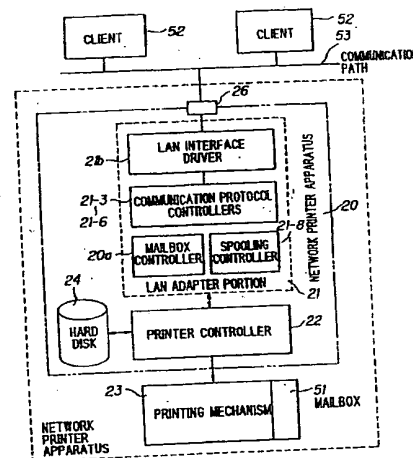 CLIENT
52
CLIENT
52
53
COMMUNICATION
PATH
26
21b
LAN INTERFACE
DRIVER
21-3
21-6
COMMUNICATION PROTOCOL
CONTROLLERS
21-8
20
20a
MAILBOX
CONTROLLER
SPOOLING
CONTROLLER
LAN ADAPTER PORTION
21
NETWORK PRINTER APPARATUS
24
HARD
DISK
PRINTER CONTROLLER
22
23
PRINTING MECHANISM
51
MAILBOX
NETWORK
PRINTER
APPARATUS